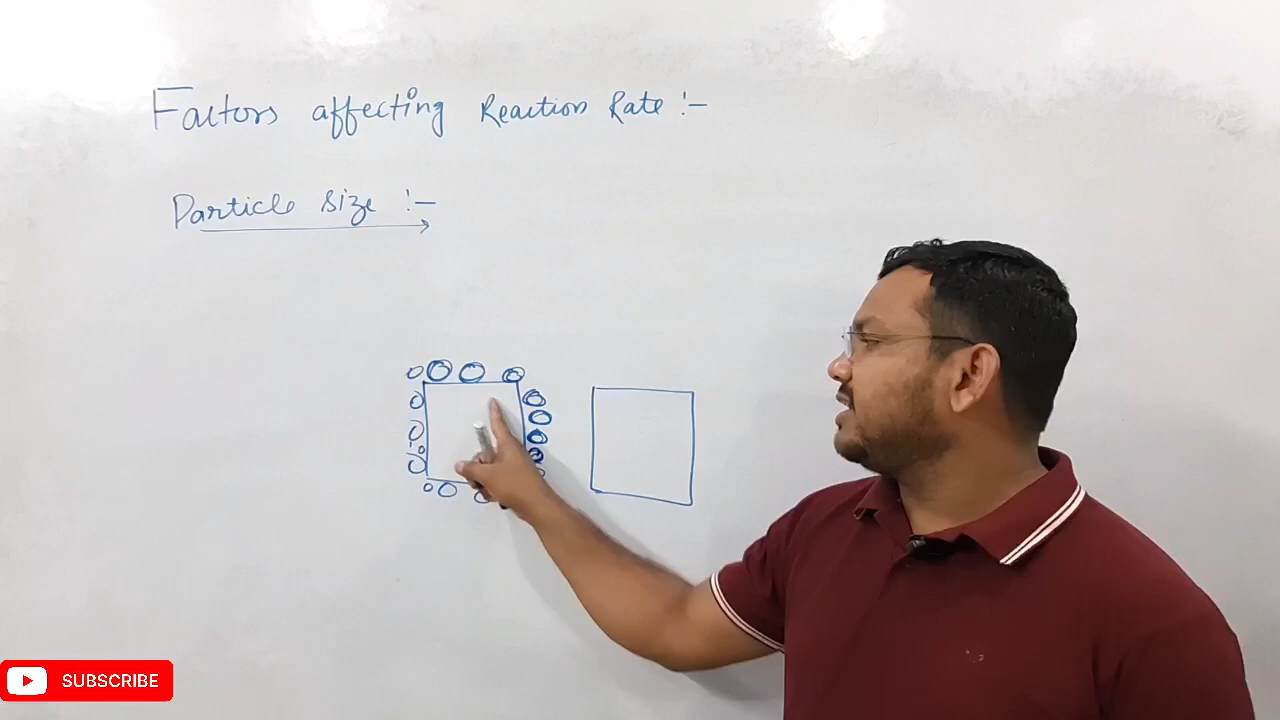 Factors affecting Reaction Rate :-
Particle size :-
SUBSCRIBE